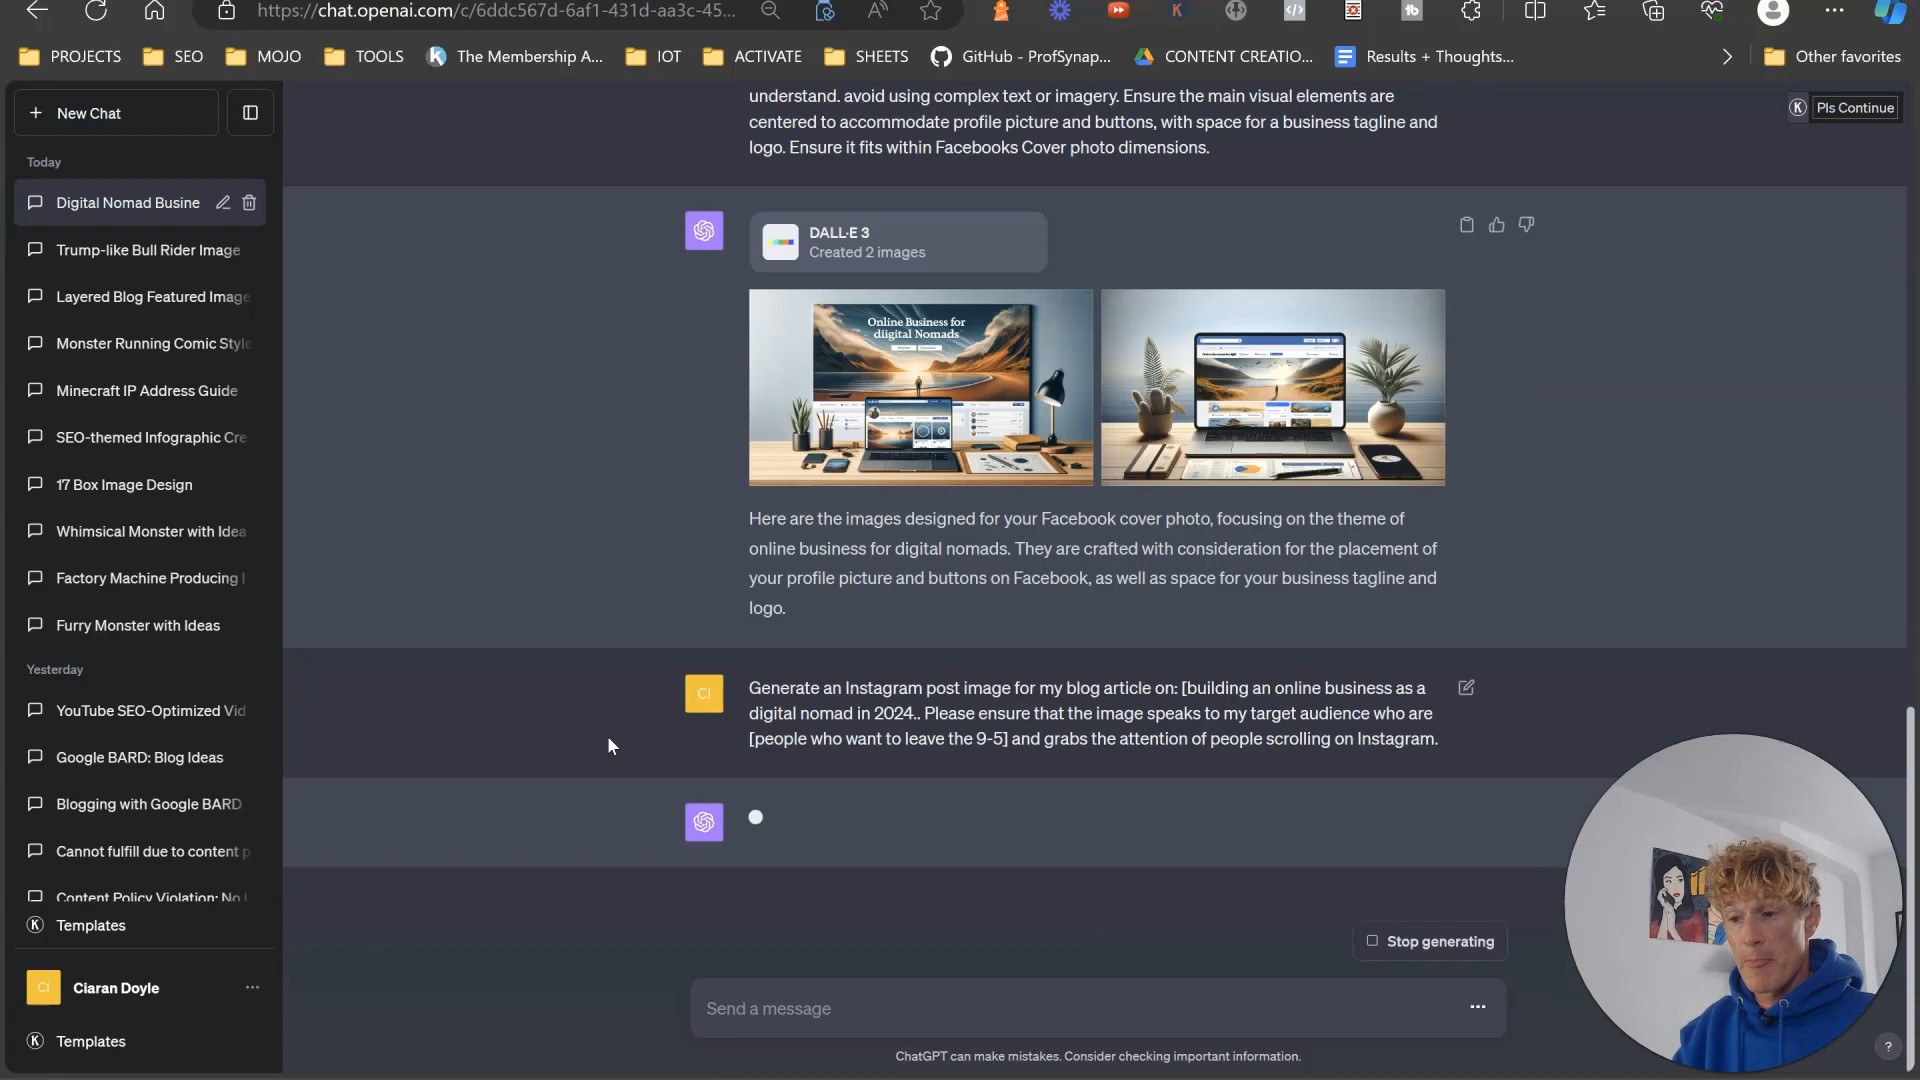 https://chat.openai.com/c/6ddc567d-6af1-431d-aa3c-45...
PROJECTS
SEO
MOJO
TOOLS
The Membership A...
IOT
ACTIVATE
SHEETS
GitHub - ProfSynap...
CONTENT CREATIO...
Results + Thoughts...
Other favorites
New Chat
Pls Continue
Today
Digital Nomad Busine
Trump-like Bull Rider Image
Layered Blog Featured Image
Monster Running Comic Style
Minecraft IP Address Guide
SEO-themed Infographic Cre
17 Box Image Design
Whimsical Monster with Idea
Factory Machine Producing
Furry Monster with Ideas
Yesterday
YouTube SEO-Optimized Vid
Google BARD: Blog Ideas
Blogging with Google BARD
Cannot fulfill due to content p
Content Policy Violation: No
Templates
CI
Ciaran Doyle
Templates
understand. avoid using complex text or imagery. Ensure the main visual elements are
centered to accommodate profile picture and buttons, with space for a business tagline and
logo. Ensure it fits within Facebooks Cover photo dimensions.
DALL·E 3
Created 2 images
Online Business for
diigital Nomads
Here are the images designed for your Facebook cover photo, focusing on the theme of
online business for digital nomads. They are crafted with consideration for the placement of
your profile picture and buttons on Facebook, as well as space for your business tagline and
logo.
CI
Generate an Instagram post image for my blog article on: [building an online business as a
digital nomad in 2024.. Please ensure that the image speaks to my target audience who are
[people who want to leave the 9-5] and grabs the attention of people scrolling on Instagram.
Stop generating
Send a message
ChatGPT can make mistakes. Consider checking important information.
?